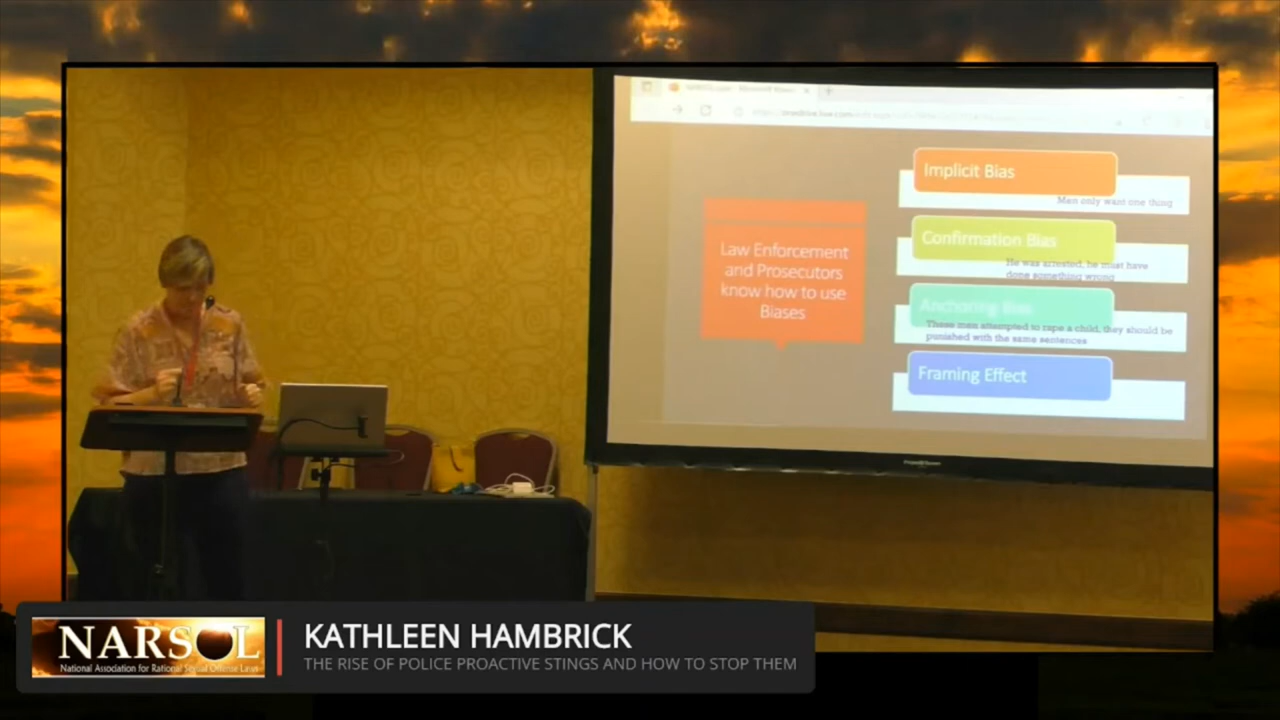 Implicit Bias
Men only want one thing
Confirmation Bias
He was arrested, he must have
done something wrong
Anchoring Bias
These men attempted to rape a child, they should be
punished with the same sentences
Framing Effect
Law Enforcement
and Prosecutors
know how to use
Biases
NARSOL
National Association for Rational Sexual Offense Laws
KATHLEEN HAMBRICK
THE RISE OF POLICE PROACTIVE STINGS AND HOW TO STOP THEM